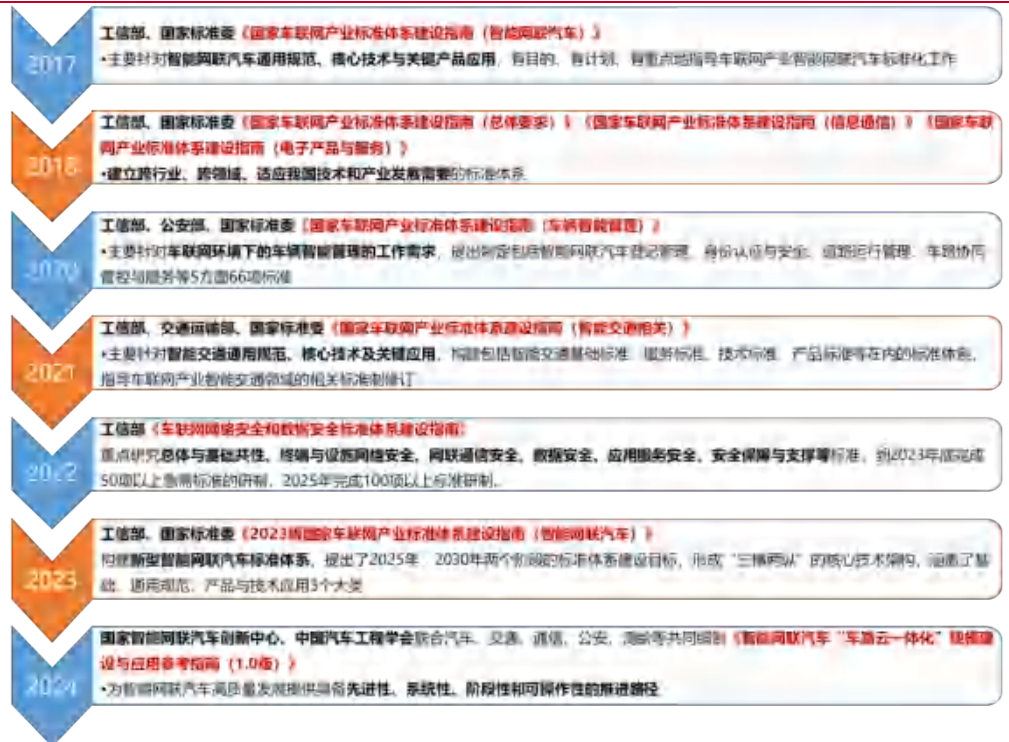 2017
工信部、国家标准委《国家车联网产业标准体系建设指南（智能网联汽车）》
•主要针对智能网联汽车通用规范、核心技术与关键产品应用，有目的、有计划、有重点地指导车联网产业智能网联汽车标准化工作
2018
工信部、国家标准委《国家车联网产业标准体系建设指南（总体要求）》《国家车联网产业标准体系建设指南（信息通信）》《国家车联
网产业标准体系建设指南（电子产品与服务）》
•建立跨行业、跨领域、适应我国技术和产业发展需要的标准体系
2020
工信部、公安部、国家标准委《国家车联网产业标准体系建设指南（车辆智能管理）》
•主要针对车联网环境下的车辆智能管理的工作需求，提出制定包括智能网联汽车登记管理、身份认证与安全、道路运行管理、车路协同
管控与服务等5方面66项标准
2021
工信部、交通运输部、国家标准委《国家车联网产业标准体系建设指南（智能交通相关）》
•主要针对智能交通通用规范、核心技术及关键应用，构建包括智能交通基础标准、服务标准、技术标准、产品标准等在内的标准体系，
指导车联网产业智能交通领域的相关标准制修订
2022
工信部《车联网网络安全和数据安全标准体系建设指南》
重点研究总体与基础共性、终端与设施网络安全、网联通信安全、数据安全、应用服务安全、安全保障与支撑等标准，到2023年底完成
50项以上急需标准的研制，2025年完成100项以上标准研制。
2023
工信部、国家标准委《2023版国家车联网产业标准体系建设指南（智能网联汽车）》
构建新型智能网联汽车标准体系，提出了2025年、2030年两个阶段的标准体系建设目标，形成“三横两纵”的核心技术架构，涵盖了基
础、通用规范、产品与技术应用3个大类
2024
国家智能网联汽车创新中心、中国汽车工程学会联合汽车、交通、通信、公安、测绘等共同编制《智能网联汽车“车路云一体化”规模建
设与应用参考指南（1.0版）》
•为智能网联汽车高质量发展提供具备先进性、系统性、阶段性和可操作性的推进路径